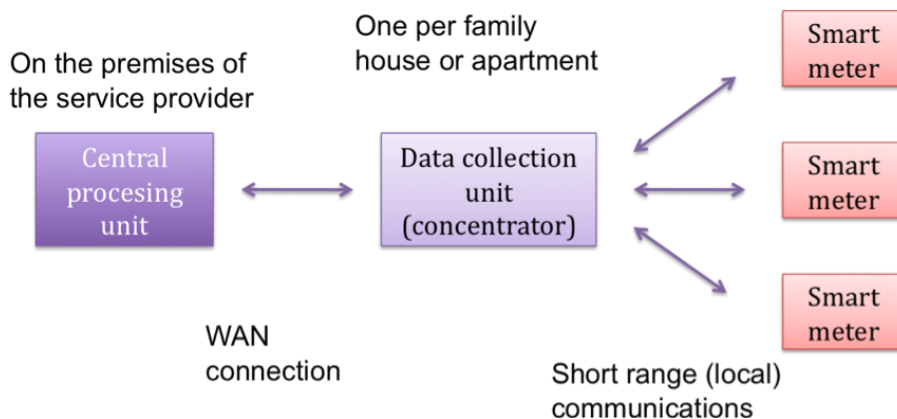 On the premises of
the service provider
One per family
house or apartment
Central
procesing
unit
Data collection
unit
(concentrator)
Smart
meter
Smart
meter
Smart
meter
WAN
connection
Short range (local)
communications